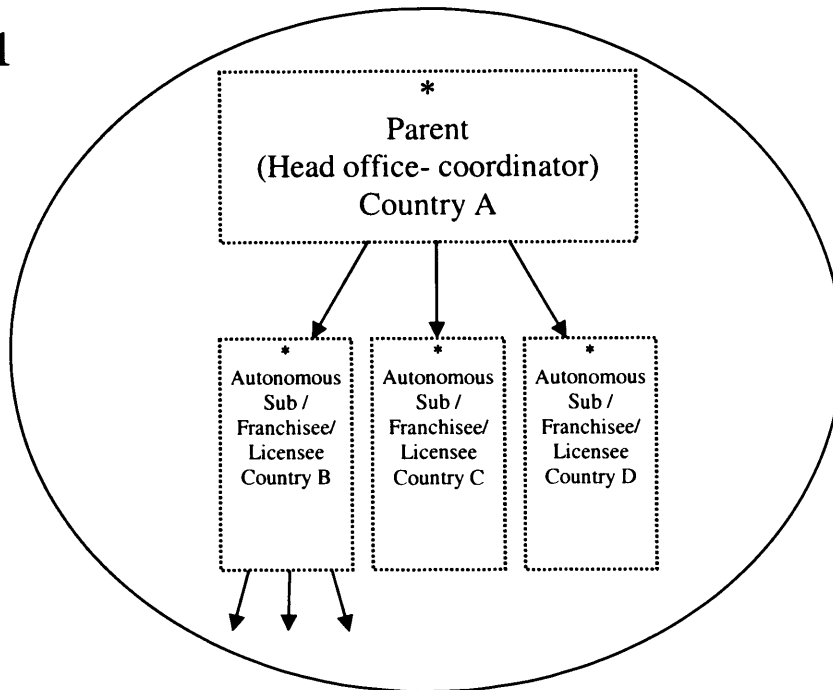 1
*
Parent
(Head office- coordinator)
Country A
*
Autonomous
Sub /
Franchisee/
Licensee
Country B
*
Autonomous
Sub /
Franchisee/
Licensee
Country C
*
Autonomous
Sub /
Franchisee/
Licensee
Country D